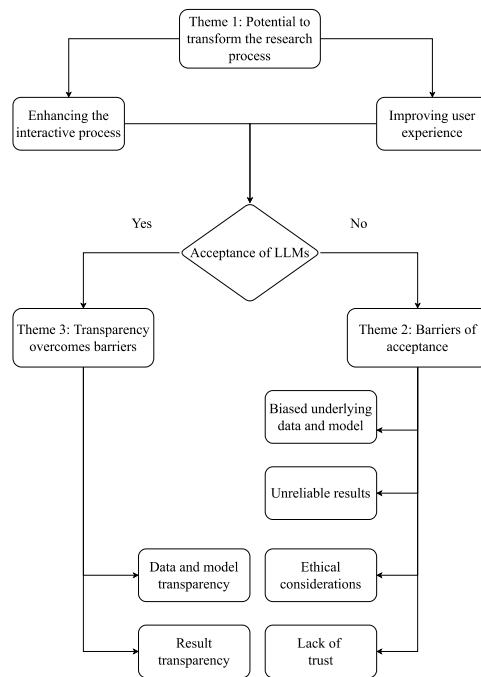 Theme 1: Potential to
transform the research
process
Enhancing the
interactive process
Improving user
experience
Yes
No
Acceptance of LLMs
Theme 3: Transparency
overcomes barriers
Theme 2: Barriers of
acceptance
Biased underlying
data and model
Unreliable results
Data and model
transparency
Ethical
considerations
Result
transparency
Lack of
trust